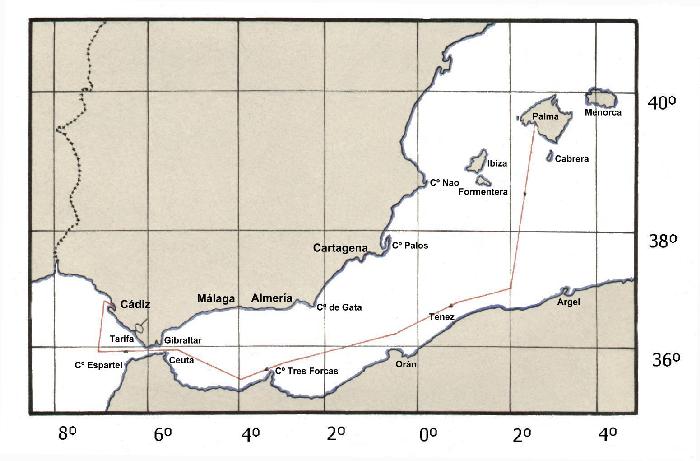 40º
Menorca
Palma
Cabrera
Ibiza
Formentera
Cº Nao
38º
Cº Palos
Cartagena
Cádiz
Málaga
Almería
Cº de Gata
Argel
Tenez
Tarifa
Gibraltar
36º
Cº Espartel
Ceuta
Cº Tres Forcas
Orán
8º 6º 4º 2º 0º 2º 4º